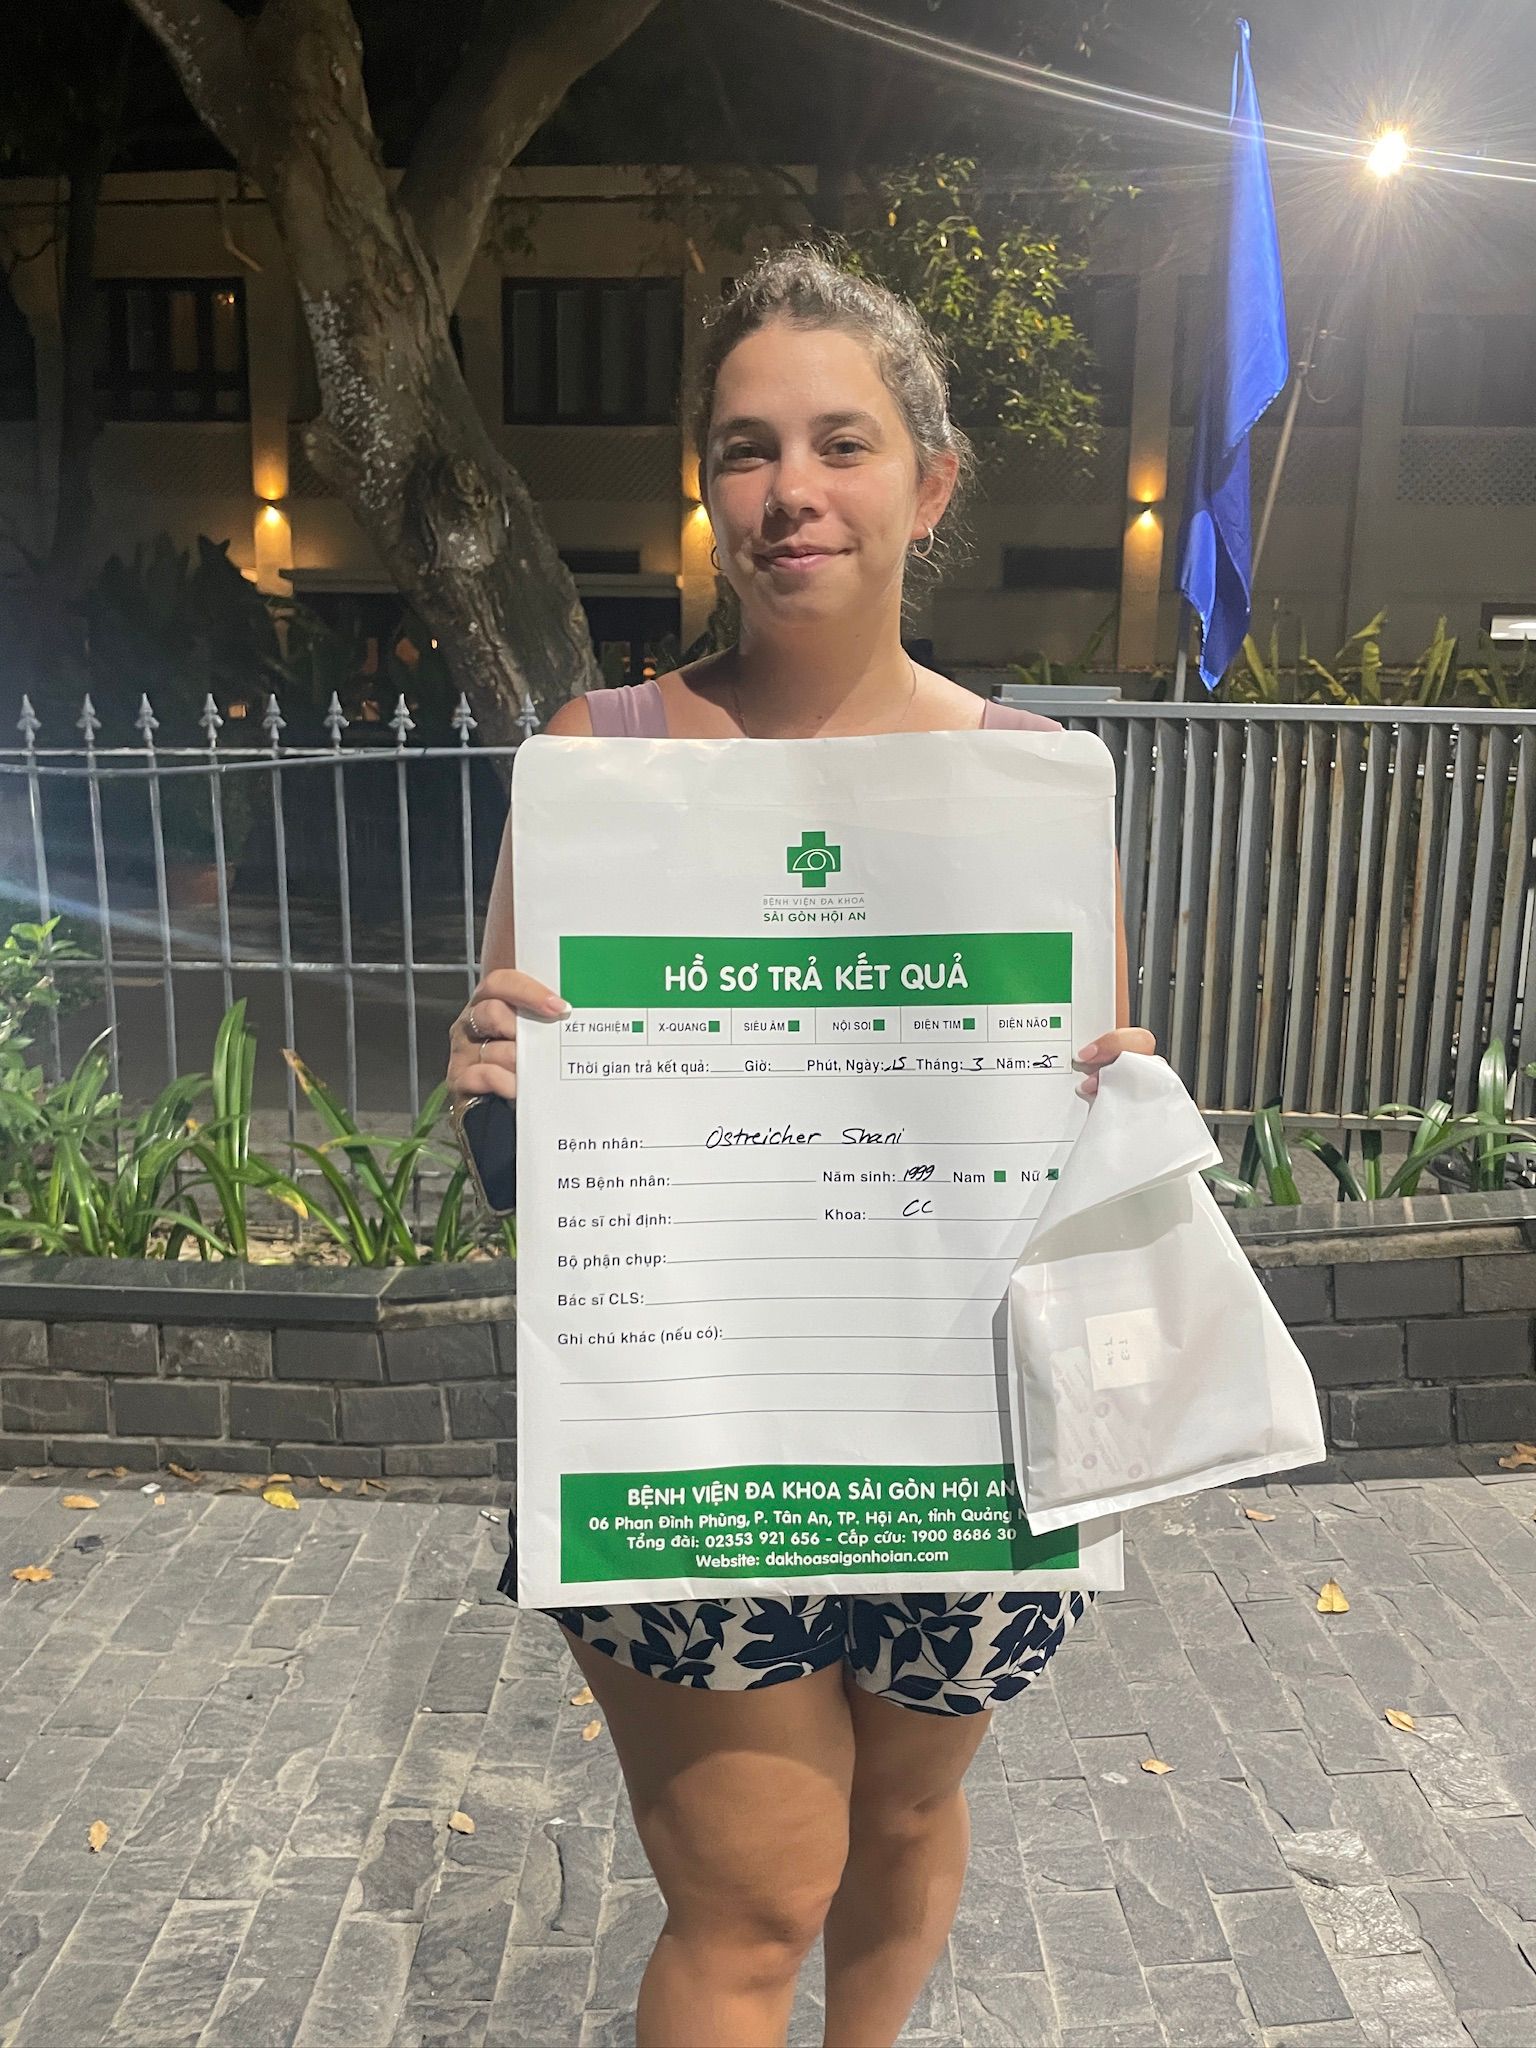 BỆNH VIỆN ĐA KHOA
SÀI GÒN HỘI AN
HỒ SƠ TRẢ KẾT QUẢ
XÉT NGHIỆM X-QUANG SIÊU ÂM NỘI SOI ĐIỆN TIM ĐIỆN NÃO
Thời gian trả kết quả: Giờ: Phút, Ngày: 15 Tháng: 3 Năm: 25
Bệnh nhân: Ostreicher Shani
MS Bệnh nhân: Năm sinh: 1999 Nam Nữ
Bác sĩ chỉ định: Khoa: CC
Bộ phận chụp:
Bác sĩ CLS:
Ghi chú khác (nếu có):
BỆNH VIỆN ĐA KHOA SÀI GÒN HỘI AN
06 Phan Đình Phùng, P. Tân An, TP. Hội An, tỉnh Quảng
Tổng đài: 02353 921 656 - Cấp cứu: 1900 8686 30
Website: dakhoasaigonhoian.com